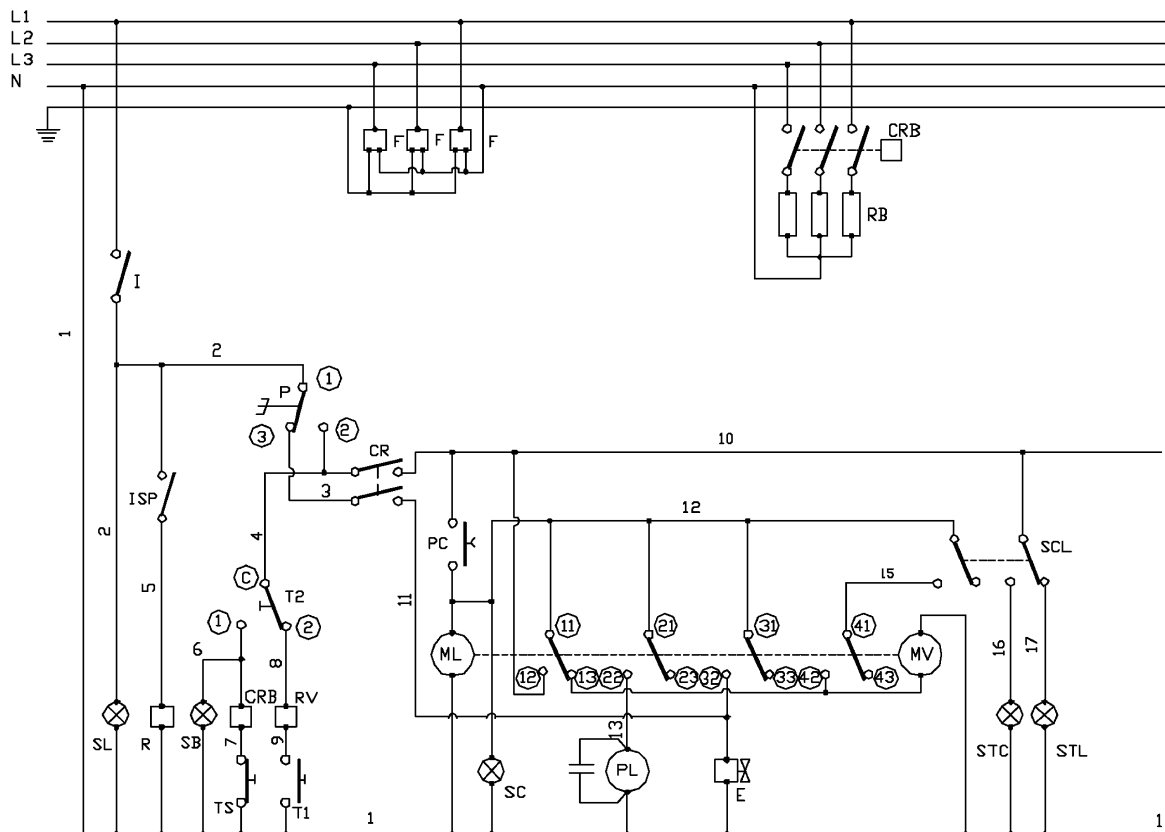 L1
L2
L3
N
F F F
CRB
RB
I
1
2
P 1
3 2
CR
10
ISP
3
2
5
4
PC
12
SCL
C
T2
15
11
1
2
6
8
11
21
31
41
ML
MV
16
17
12
13
22
23
32
33
42
43
CRB
RV
SL
R
SB
7
9
13
STC
STL
PL
SC
E
TS
T1
1
1